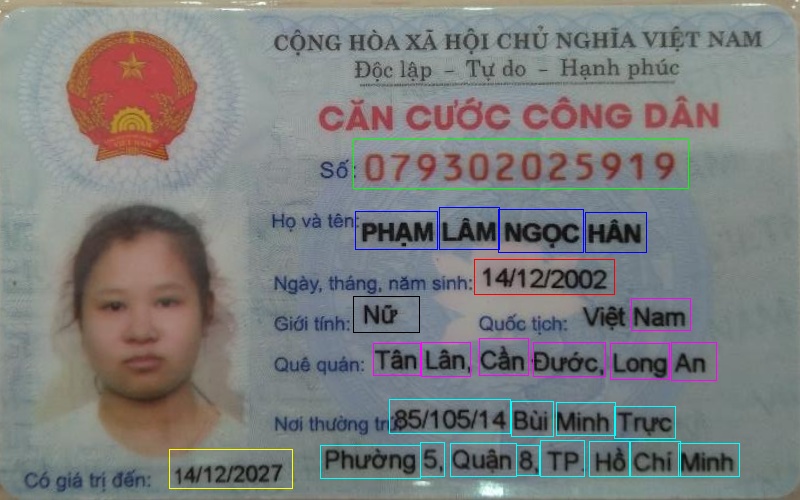 CỘNG HÒA XÃ HỘI CHỦ NGHĨA VIỆT NAM
Độc lập – Tự do – Hạnh phúc
CĂN CƯỚC CÔNG DÂN
Số: 079302025919
Họ và tên: PHẠM LÂM NGỌC HÂN
Ngày, tháng, năm sinh: 14/12/2002
Giới tính: Nữ Quốc tịch: Việt Nam
Quê quán: Tân Lân, Cần Đước, Long An
Nơi thường trú: 85/105/14 Bùi Minh Trực
Phường 5, Quận 8, TP. Hồ Chí Minh
Có giá trị đến: 14/12/2027